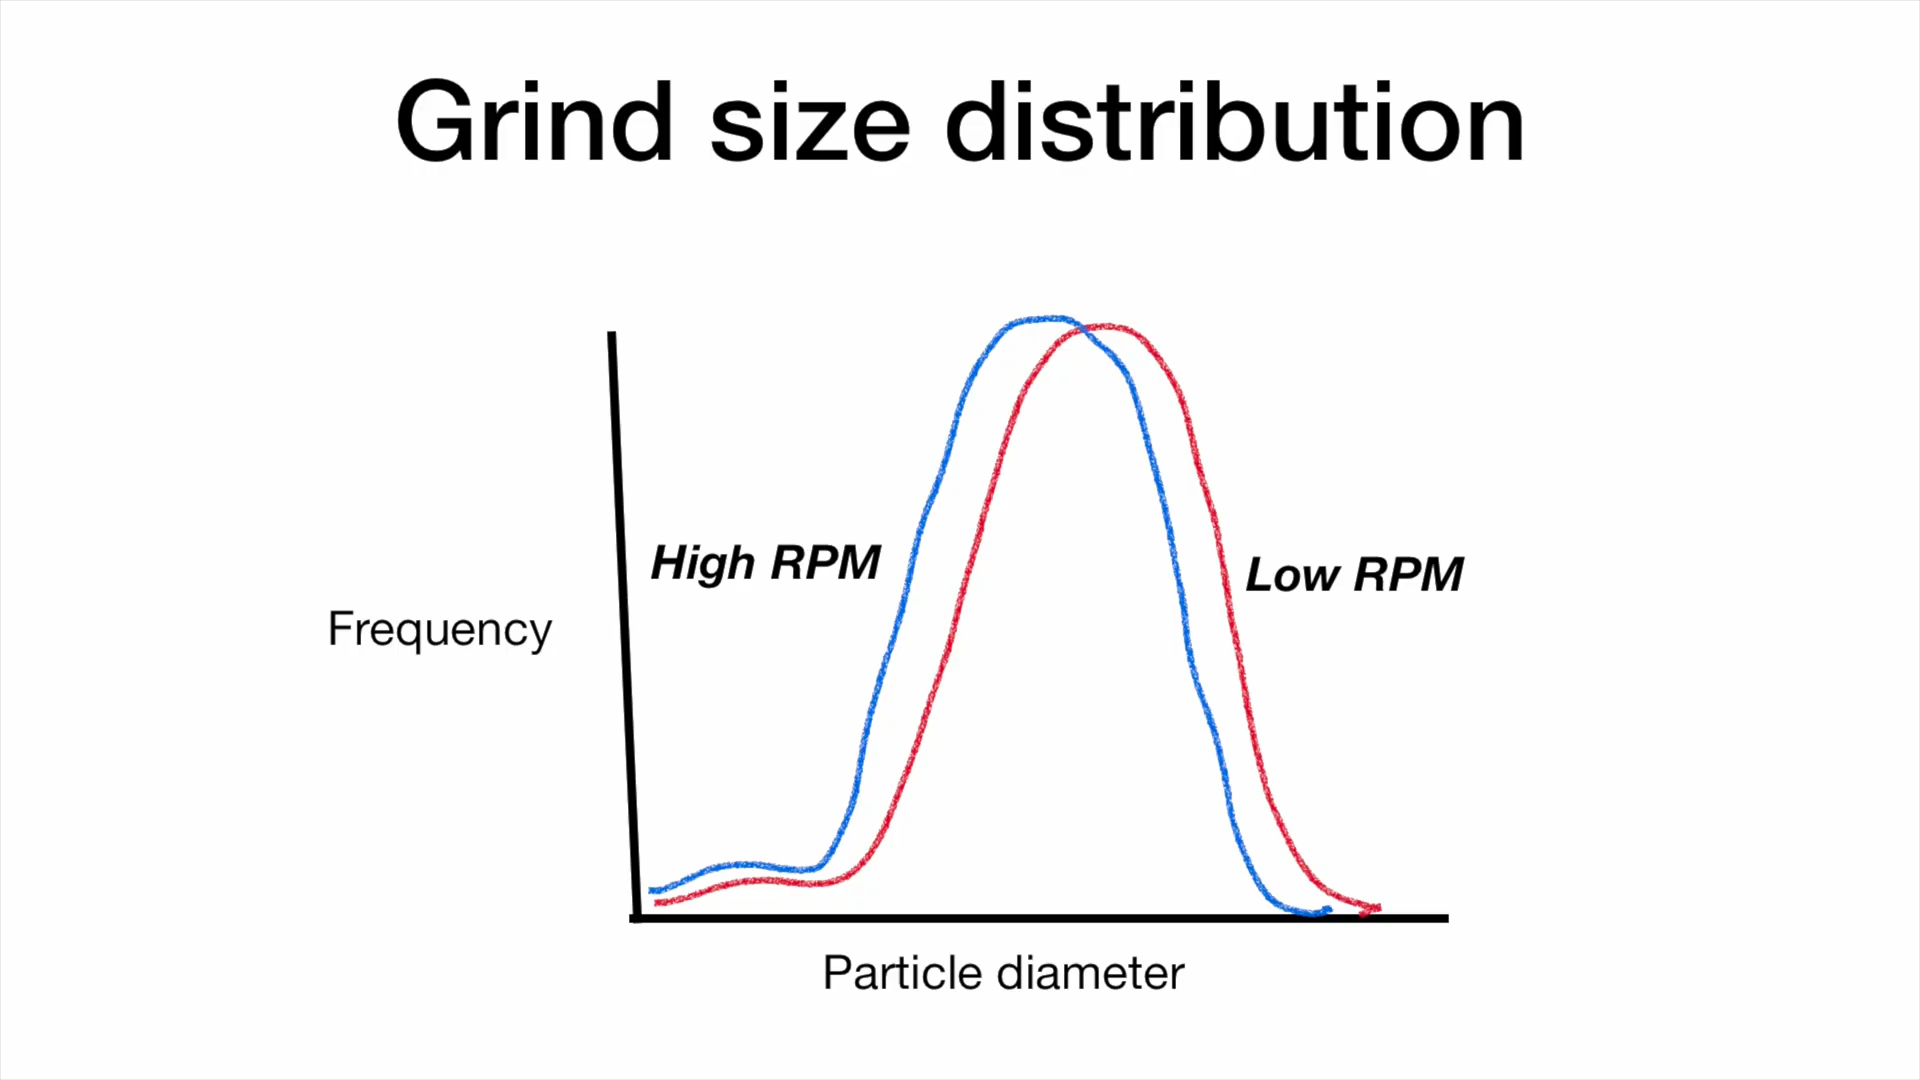 Grind size distribution
High RPM
Low RPM
Frequency
Particle diameter